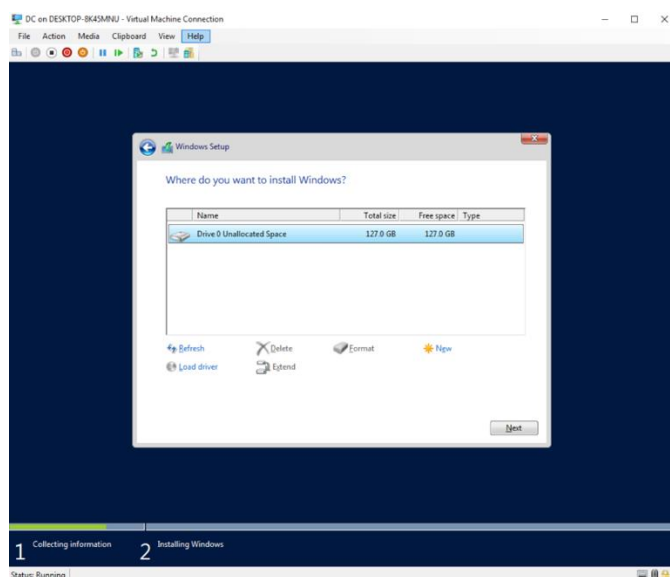 DC on DESKTOP-8K45MNU - Virtual Machine Connection
File Action Media Clipboard View Help
Windows Setup
Where do you want to install Windows?
Name Total size Free space Type
Drive 0 Unallocated Space 127.0 GB 127.0 GB
Refresh Delete Format New
Load driver Extend
Next
1 Collecting information 2 Installing Windows
Status: Running